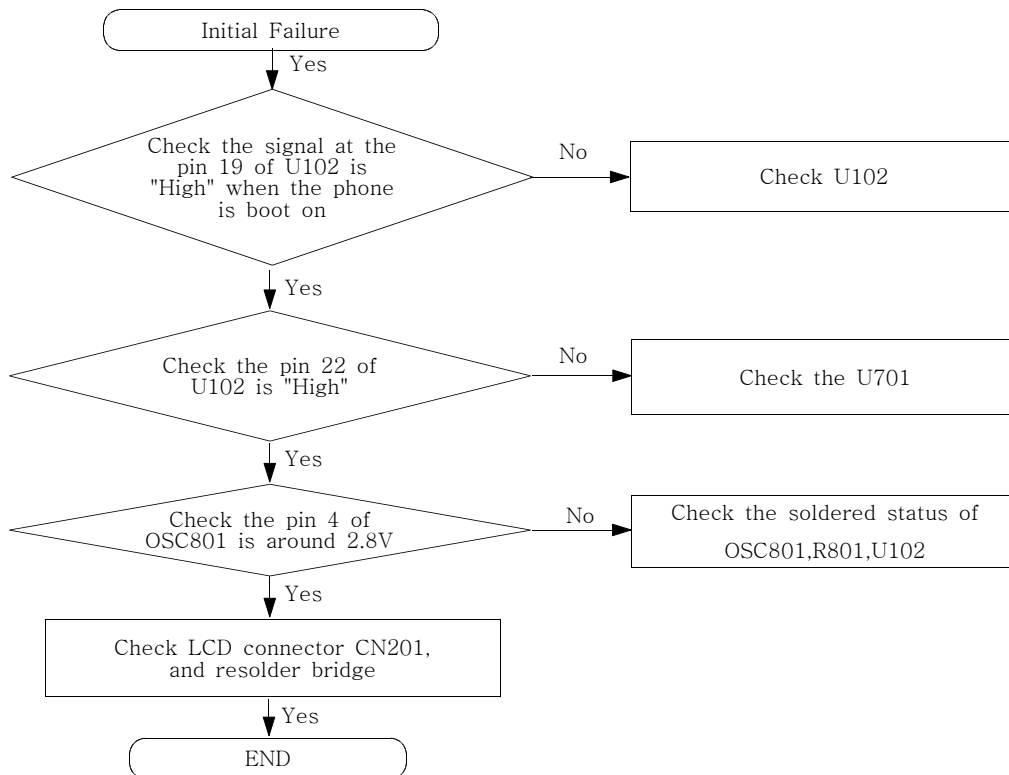 Initial Failure
Yes
Check the signal at the
pin 19 of U102 is
"High" when the phone
is boot on
No
Check U102
Yes
Check the pin 22 of
U102 is "High"
No
Check the U701
Yes
Check the pin 4 of
OSC801 is around 2.8V
No
Check the soldered status of
OSC801,R801,U102
Yes
Check LCD connector CN201,
and resolder bridge
Yes
END